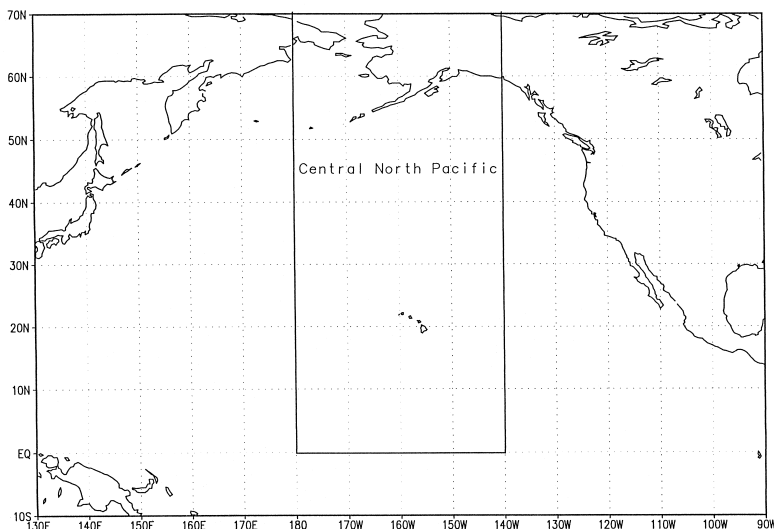 70N
60N
50N
Central North Pacific
40N
30N
20N
10N
EQ
10S
130E 140E 150E 160E 170E 180 170W 160W 150W 140W 130W 120W 110W 100W 90W